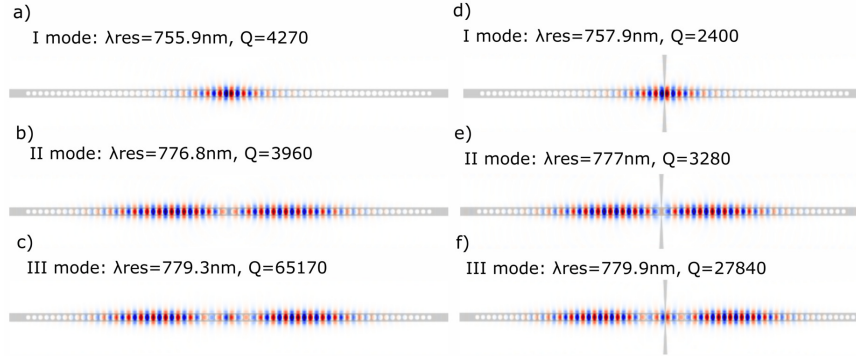 a)
I mode: λres=755.9nm, Q=4270
b)
II mode: λres=776.8nm, Q=3960
c)
III mode: λres=779.3nm, Q=65170
d)
I mode: λres=757.9nm, Q=2400
e)
II mode: λres=777nm, Q=3280
f)
III mode: λres=779.9nm, Q=27840